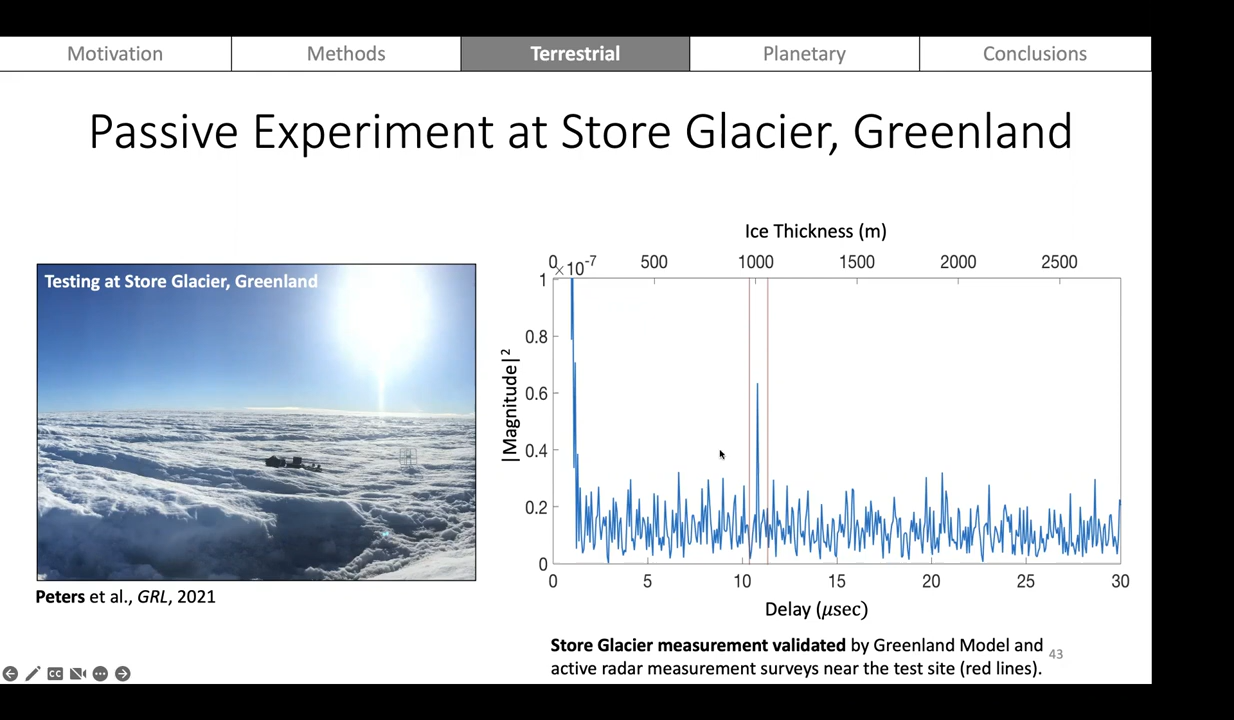 Motivation
Methods
Terrestrial
Planetary
Conclusions
Passive Experiment at Store Glacier, Greenland
Testing at Store Glacier, Greenland
Peters et al., GRL, 2021
Ice Thickness (m)
0 500 1000 1500 2000 2500
×10⁻⁷
1
0.8
0.6
0.4
0.2
0
|Magnitude|²
0 5 10 15 20 25 30
Delay (μsec)
Store Glacier measurement validated by Greenland Model and
active radar measurement surveys near the test site (red lines).
43
CC